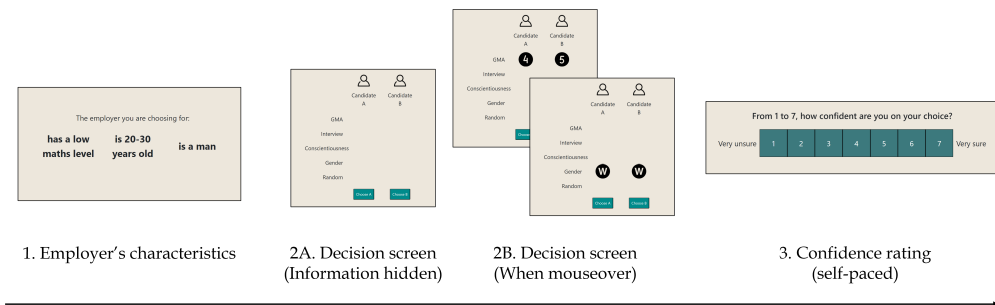 The employer you are choosing for:
has a low
maths level
is 20-30
years old
is a man
1. Employer's characteristics
Candidate
A
Candidate
B
GMA
Interview
Conscientiousness
Gender
Random
Choose A
Choose B
2A. Decision screen
(Information hidden)
Candidate
A
Candidate
B
GMA
4
5
Interview
Conscientiousness
Gender
Random
Candidate
A
Candidate
B
GMA
Interview
Conscientiousness
Gender
W
W
Random
Choose A
Choose B
2B. Decision screen
(When mouseover)
From 1 to 7, how confident are you on your choice?
Very unsure 1 2 3 4 5 6 7 Very sure
3. Confidence rating
(self-paced)